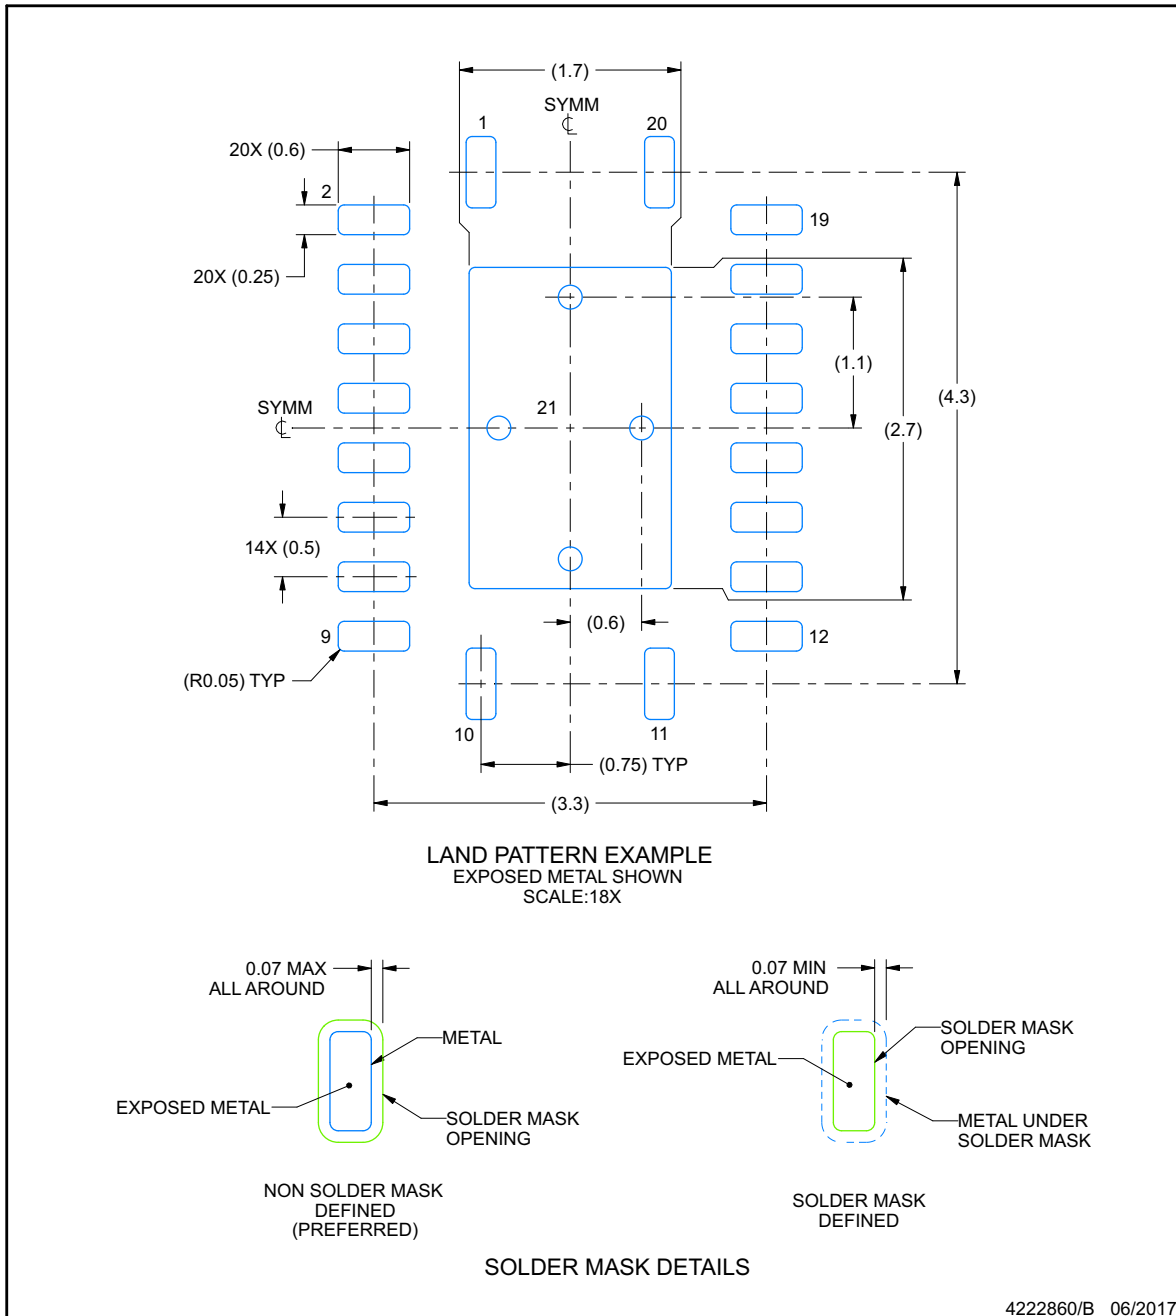 (1.7)
SYMM
℄
1
20
20X (0.6)
2
19
20X (0.25)
(1.1)
(4.3)
SYMM
℄
21
(2.7)
14X (0.5)
(0.6)
9
12
(R0.05) TYP
10
11
(0.75) TYP
(3.3)
LAND PATTERN EXAMPLE
EXPOSED METAL SHOWN
SCALE:18X
0.07 MAX
ALL AROUND
METAL
EXPOSED METAL
SOLDER MASK
OPENING
NON SOLDER MASK
DEFINED
(PREFERRED)
0.07 MIN
ALL AROUND
SOLDER MASK
OPENING
EXPOSED METAL
METAL UNDER
SOLDER MASK
SOLDER MASK
DEFINED
SOLDER MASK DETAILS
4222860/B 06/2017